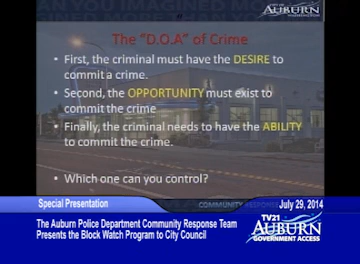 AUBURN
WASHINGTON
The "D.O.A" of Crime
• First, the criminal must have the DESIRE to
commit a crime.
• Second, the OPPORTUNITY must exist to
commit the crime
• Finally, the criminal needs to have the ABILITY
to commit the crime.
• Which one can you control?
COMMUNITY RESPONSE
Special Presentation
July 29, 2014
The Auburn Police Department Community Response Team
Presents the Block Watch Program to City Council
TV21
AUBURN
GOVERNMENT ACCESS